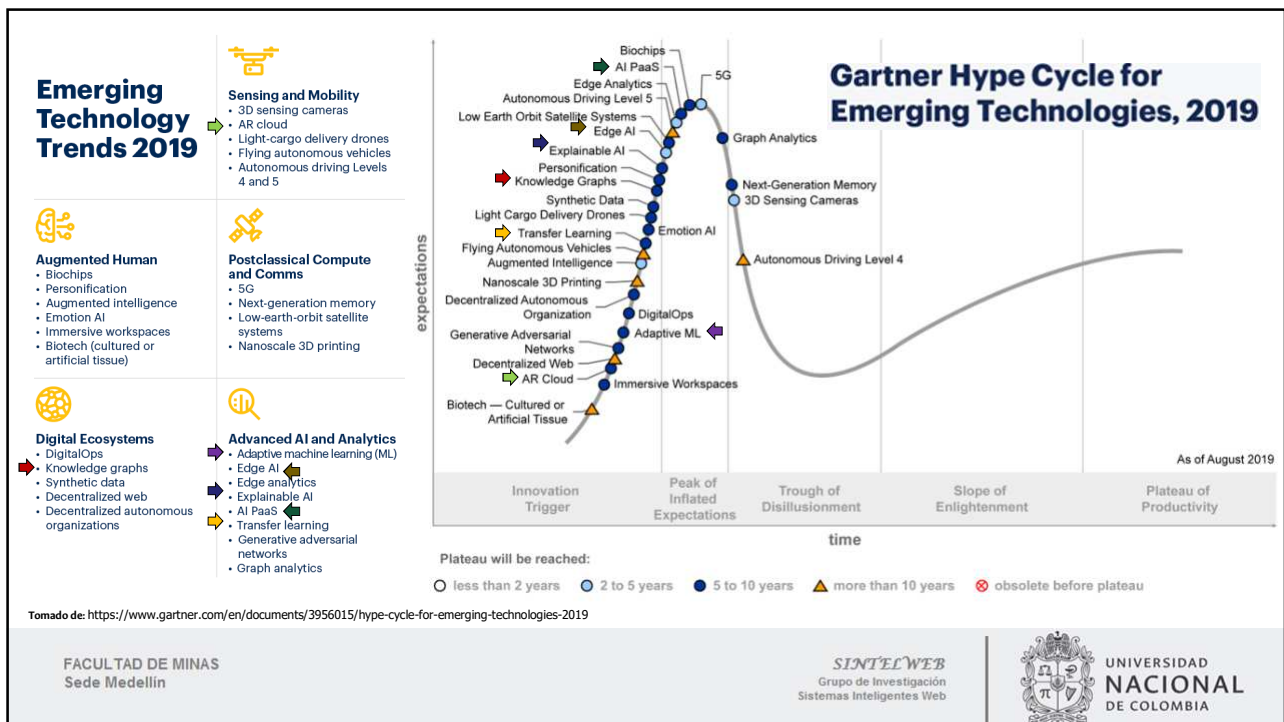 Emerging
Technology
Trends 2019
Sensing and Mobility
• 3D sensing cameras
• AR cloud
• Light-cargo delivery drones
• Flying autonomous vehicles
• Autonomous driving Levels
4 and 5
Augmented Human
• Biochips
• Personification
• Augmented intelligence
• Emotion AI
• Immersive workspaces
• Biotech (cultured or
artificial tissue)
Postclassical Compute
and Comms
• 5G
• Next-generation memory
• Low-earth-orbit satellite
systems
• Nanoscale 3D printing
Digital Ecosystems
• DigitalOps
• Knowledge graphs
• Synthetic data
• Decentralized web
• Decentralized autonomous
organizations
Advanced AI and Analytics
• Adaptive machine learning (ML)
• Edge AI
• Edge analytics
• Explainable AI
• AI PaaS
• Transfer learning
• Generative adversarial
networks
• Graph analytics
Gartner Hype Cycle for
Emerging Technologies, 2019
expectations
Biochips
AI PaaS
Edge Analytics
Autonomous Driving Level 5
Low Earth Orbit Satellite Systems
Edge AI
Explainable AI
Personification
Knowledge Graphs
Synthetic Data
Light Cargo Delivery Drones
Transfer Learning
Flying Autonomous Vehicles
Augmented Intelligence
Nanoscale 3D Printing
Decentralized Autonomous
Organization
Generative Adversarial
Networks
Decentralized Web
AR Cloud
Biotech — Cultured or
Artificial Tissue
5G
Graph Analytics
Next-Generation Memory
3D Sensing Cameras
Emotion AI
Autonomous Driving Level 4
DigitalOps
Adaptive ML
Immersive Workspaces
As of August 2019
Innovation
Trigger
Peak of
Inflated
Expectations
Trough of
Disillusionment
Slope of
Enlightenment
Plateau of
Productivity
time
Plateau will be reached:
less than 2 years
2 to 5 years
5 to 10 years
more than 10 years
obsolete before plateau
Tomado de: https://www.gartner.com/en/documents/3956015/hype-cycle-for-emerging-technologies-2019
FACULTAD DE MINAS
Sede Medellín
SINTELWEB
Grupo de Investigación
Sistemas Inteligentes Web
UNIVERSIDAD
NACIONAL
DE COLOMBIA